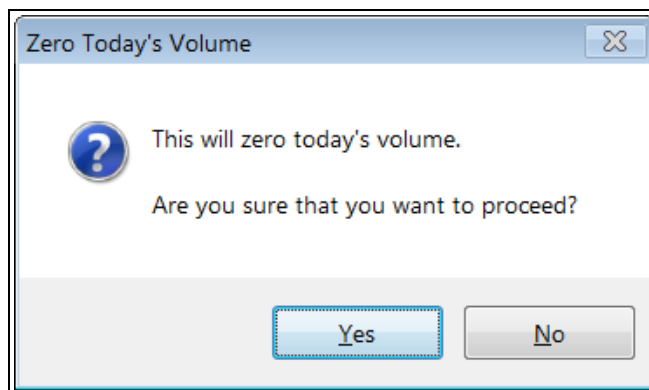 Zero Today's Volume
This will zero today's volume.
Are you sure that you want to proceed?
Yes
No